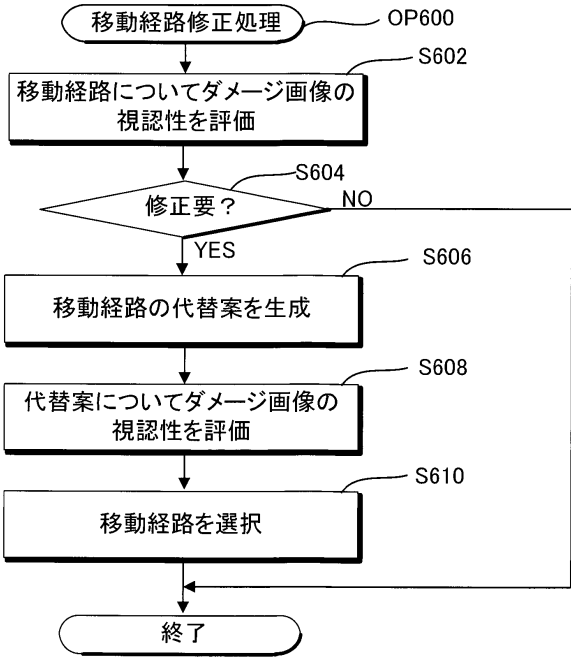 移動経路修正処理
OP600
S602
移動経路についてダメージ画像の
視認性を評価
S604
修正要？
NO
YES
S606
移動経路の代替案を生成
S608
代替案についてダメージ画像の
視認性を評価
S610
移動経路を選択
終了